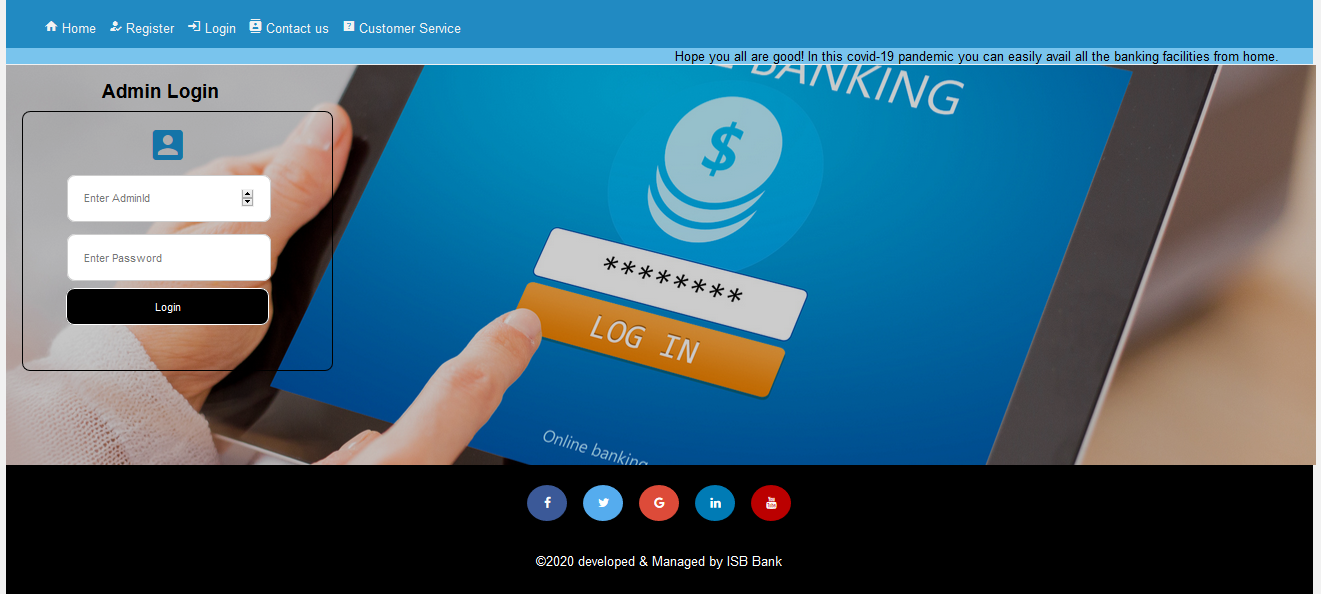 Home Register Login Contact us Customer Service
Hope you all are good! In this covid-19 pandemic you can easily avail all the banking facilities from home.
Admin Login
Enter AdminId
Enter Password
Login
BANKING
$
********
LOG IN
Online banking
f G in You Tube
©2020 developed & Managed by ISB Bank